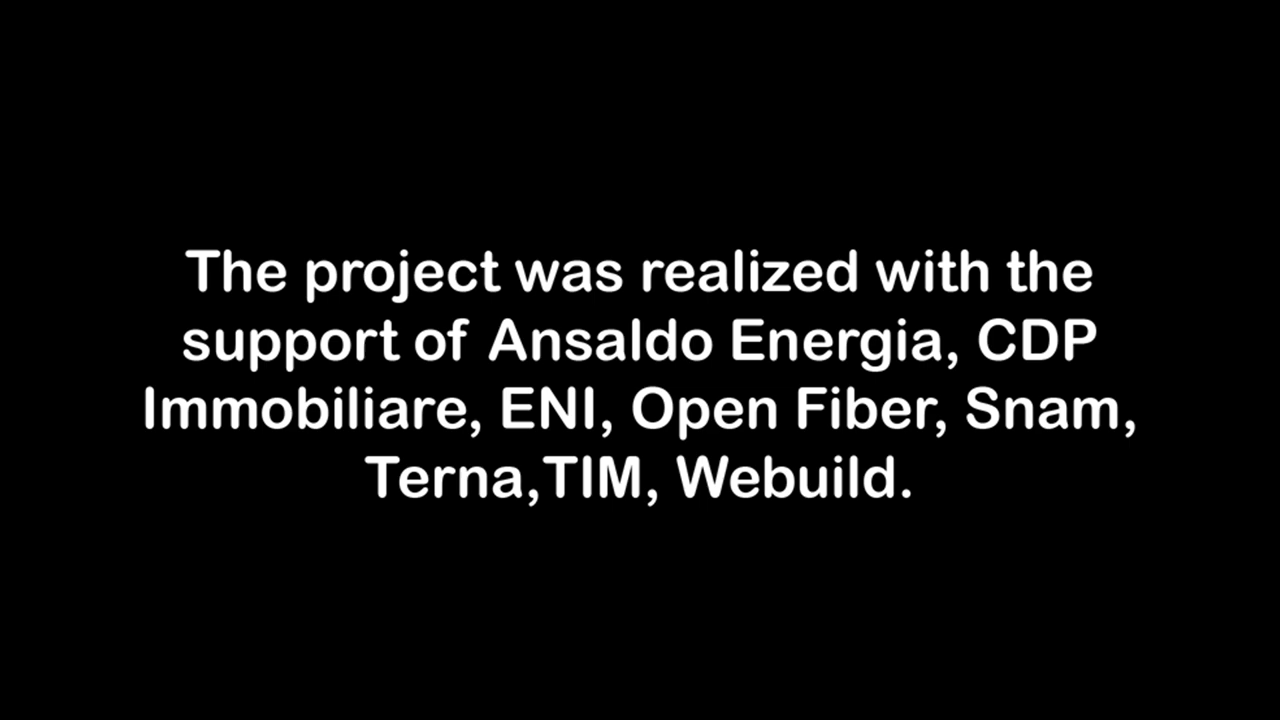 The project was realized with the
support of Ansaldo Energia, CDP
Immobiliare, ENI, Open Fiber, Snam,
Terna,TIM, Webuild.